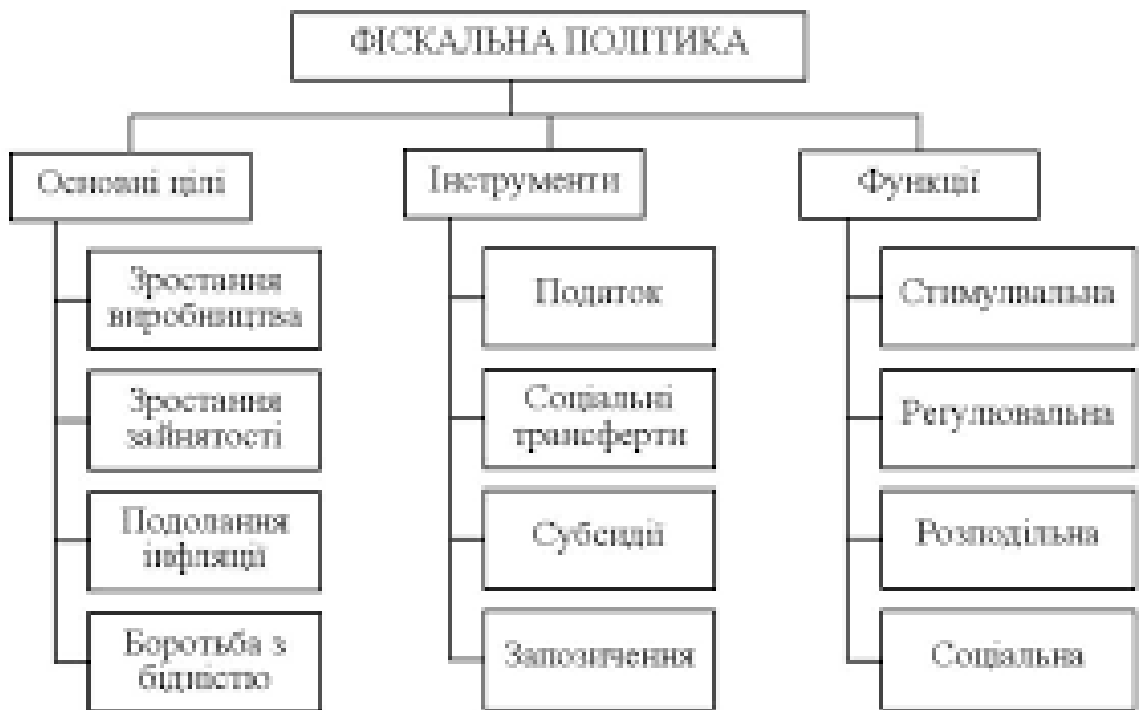 ФІСКАЛЬНА ПОЛІТИКА
Основні цілі
Зростання
виробництва
Зростання
зайнятості
Подолання
інфляції
Боротьба з
бідністю
Інструменти
Податок
Соціальні
трансферти
Субсидії
Запозичення
Функції
Стимулвальна
Регулювальна
Розподільна
Соціальна